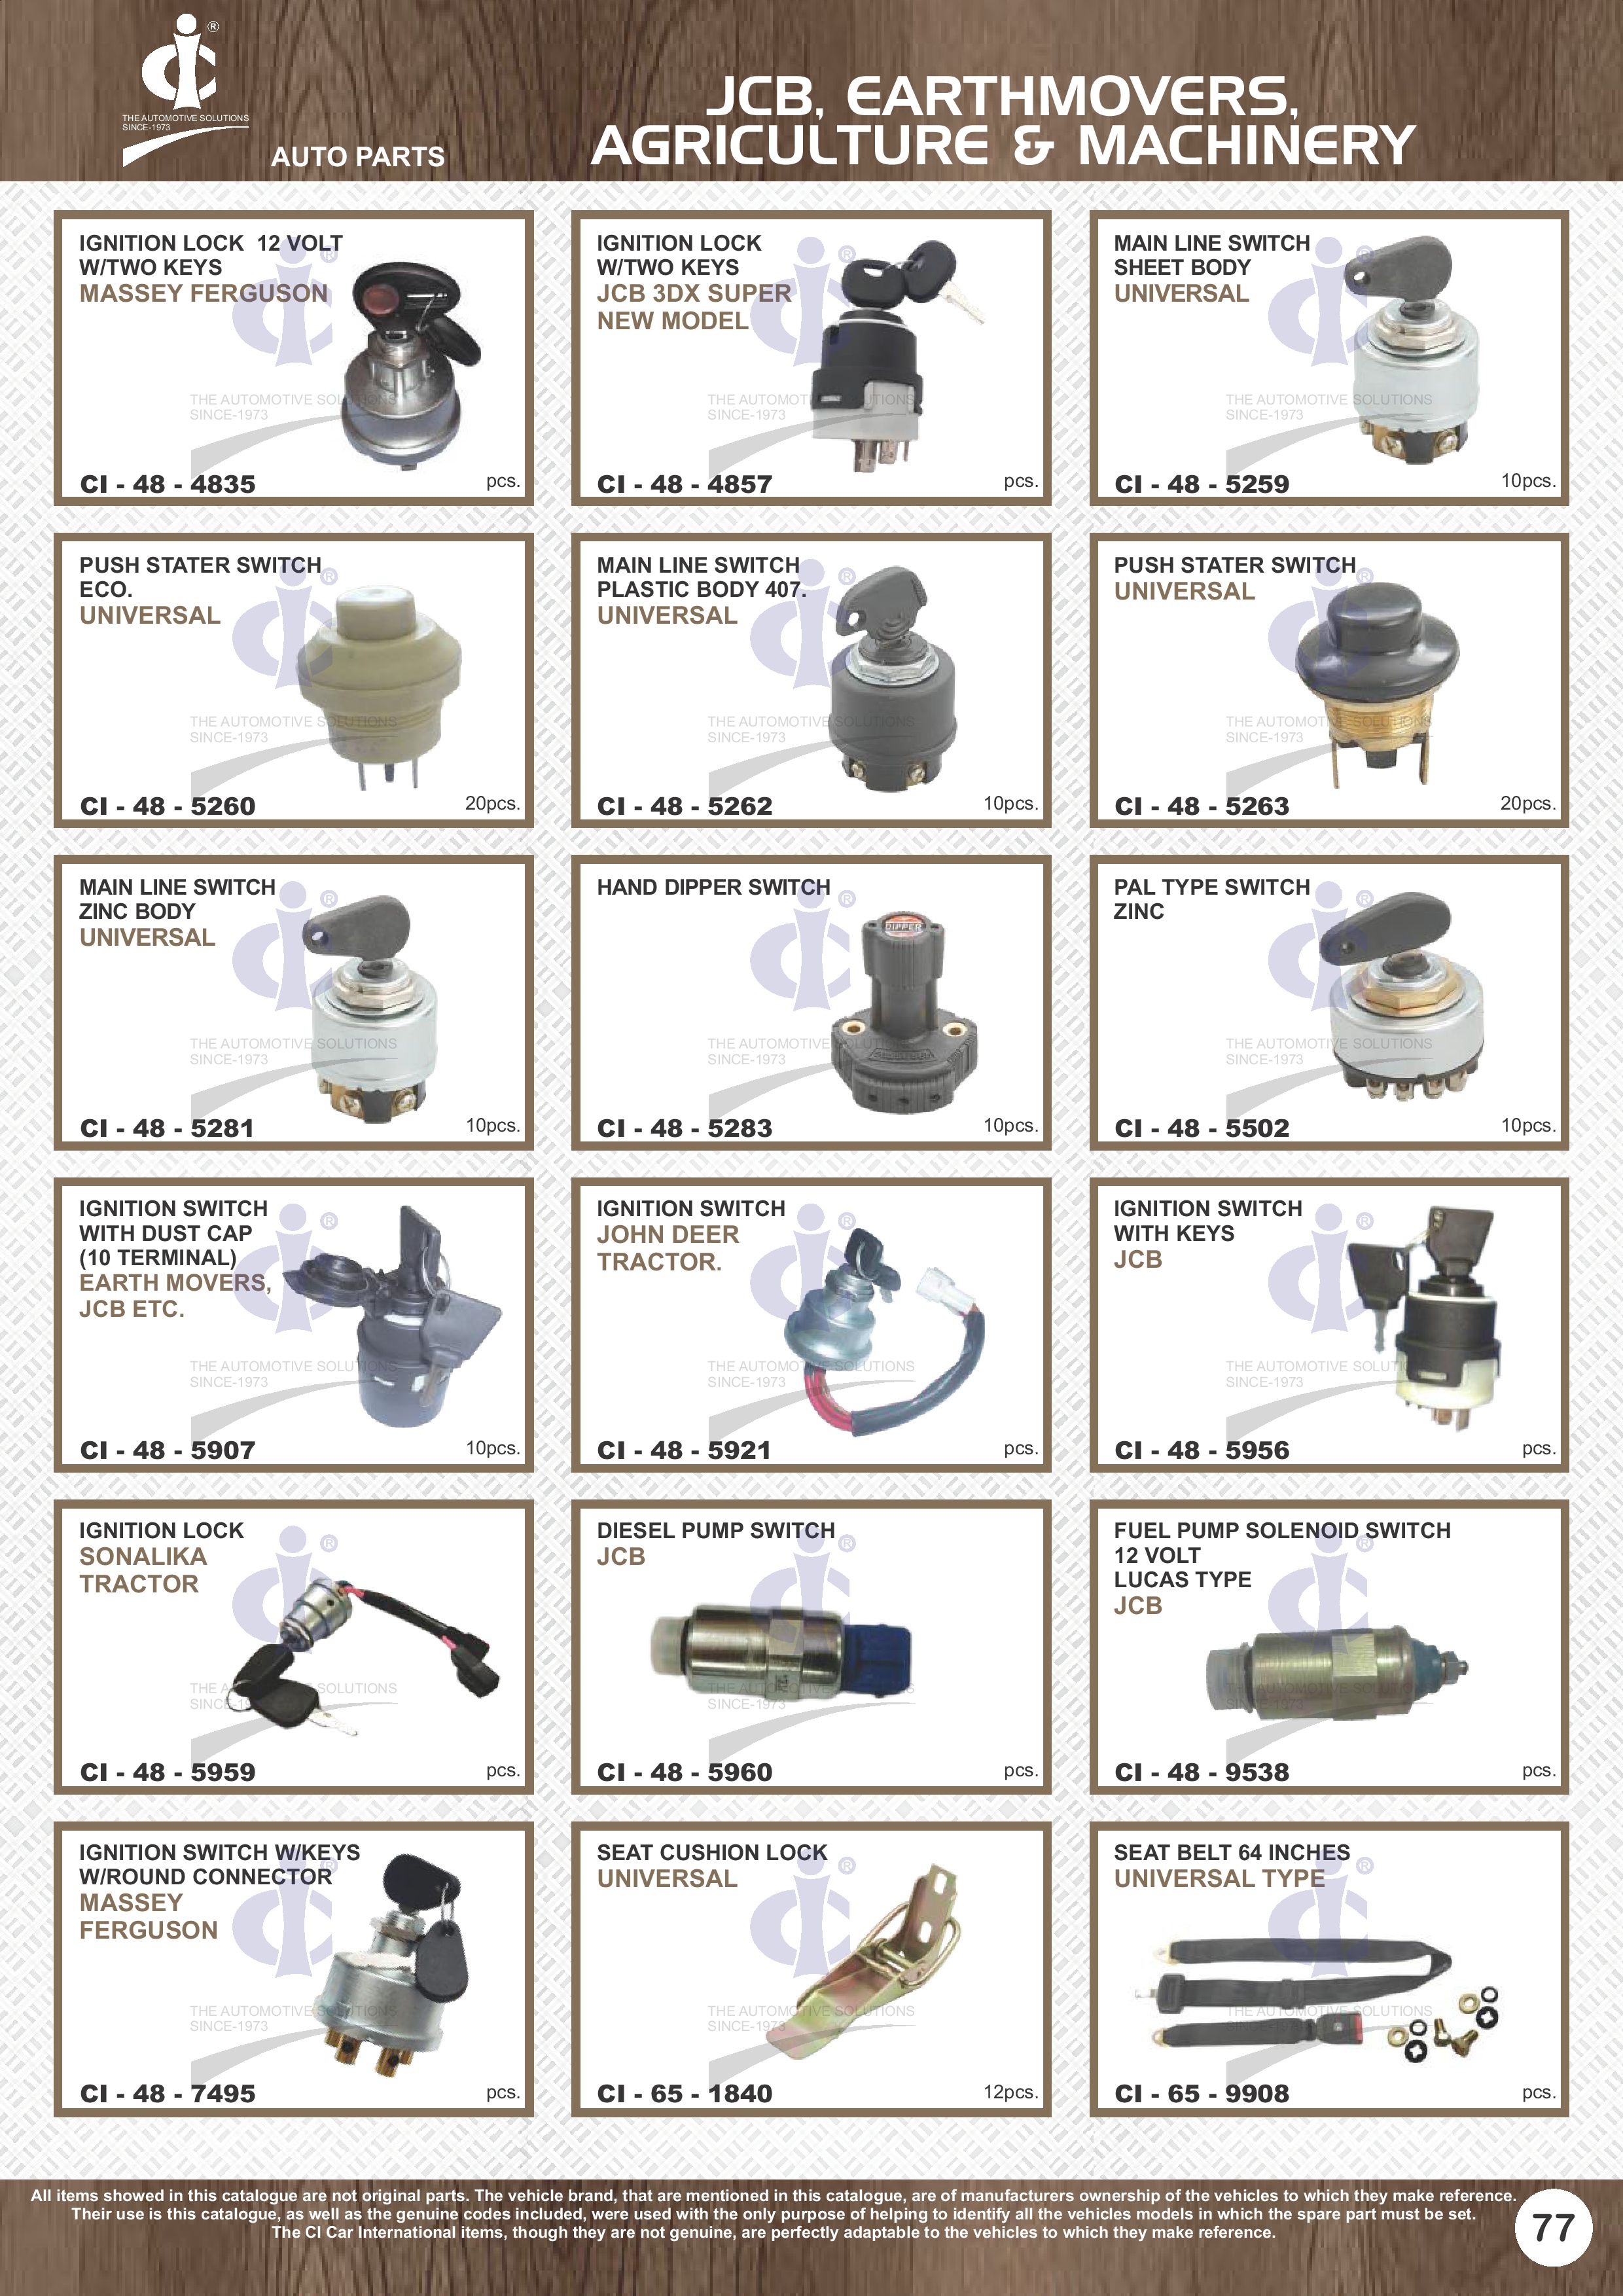 ®
THE AUTOMOTIVE SOLUTIONS
SINCE-1973
AUTO PARTS
JCB, EARTHMOVERS,
AGRICULTURE & MACHINERY
IGNITION LOCK 12 VOLT
W/TWO KEYS
MASSEY FERGUSON
CI - 48 - 4835
pcs.
IGNITION LOCK
W/TWO KEYS
JCB 3DX SUPER
NEW MODEL
CI - 48 - 4857
pcs.
MAIN LINE SWITCH
SHEET BODY
UNIVERSAL
CI - 48 - 5259
10pcs.
PUSH STATER SWITCH
ECO.
UNIVERSAL
CI - 48 - 5260
20pcs.
MAIN LINE SWITCH
PLASTIC BODY 407.
UNIVERSAL
CI - 48 - 5262
10pcs.
PUSH STATER SWITCH
UNIVERSAL
CI - 48 - 5263
20pcs.
MAIN LINE SWITCH
ZINC BODY
UNIVERSAL
CI - 48 - 5281
10pcs.
HAND DIPPER SWITCH
DIPPER
CI - 48 - 5283
10pcs.
PAL TYPE SWITCH
ZINC
CI - 48 - 5502
10pcs.
IGNITION SWITCH
WITH DUST CAP
(10 TERMINAL)
EARTH MOVERS,
JCB ETC.
CI - 48 - 5907
10pcs.
IGNITION SWITCH
JOHN DEER
TRACTOR.
CI - 48 - 5921
pcs.
IGNITION SWITCH
WITH KEYS
JCB
CI - 48 - 5956
pcs.
IGNITION LOCK
SONALIKA
TRACTOR
CI - 48 - 5959
pcs.
DIESEL PUMP SWITCH
JCB
CI - 48 - 5960
pcs.
FUEL PUMP SOLENOID SWITCH
12 VOLT
LUCAS TYPE
JCB
CI - 48 - 9538
pcs.
IGNITION SWITCH W/KEYS
W/ROUND CONNECTOR
MASSEY
FERGUSON
CI - 48 - 7495
pcs.
SEAT CUSHION LOCK
UNIVERSAL
CI - 65 - 1840
12pcs.
SEAT BELT 64 INCHES
UNIVERSAL TYPE
CI - 65 - 9908
pcs.
All items showed in this catalogue are not original parts. The vehicle brand, that are mentioned in this catalogue, are of manufacturers ownership of the vehicles to which they make reference.
Their use is this catalogue, as well as the genuine codes included, were used with the only purpose of helping to identify all the vehicles models in which the spare part must be set.
The CI Car International items, though they are not genuine, are perfectly adaptable to the vehicles to which they make reference.
77